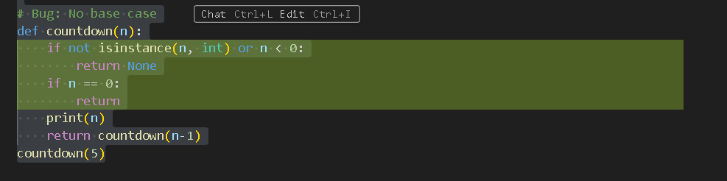 # Bug: No base case
Chat Ctrl+L Edit Ctrl+I
def countdown(n):
    if not isinstance(n, int) or n < 0:
        return None
    if n == 0:
        return
    print(n)
    return countdown(n-1)
countdown(5)